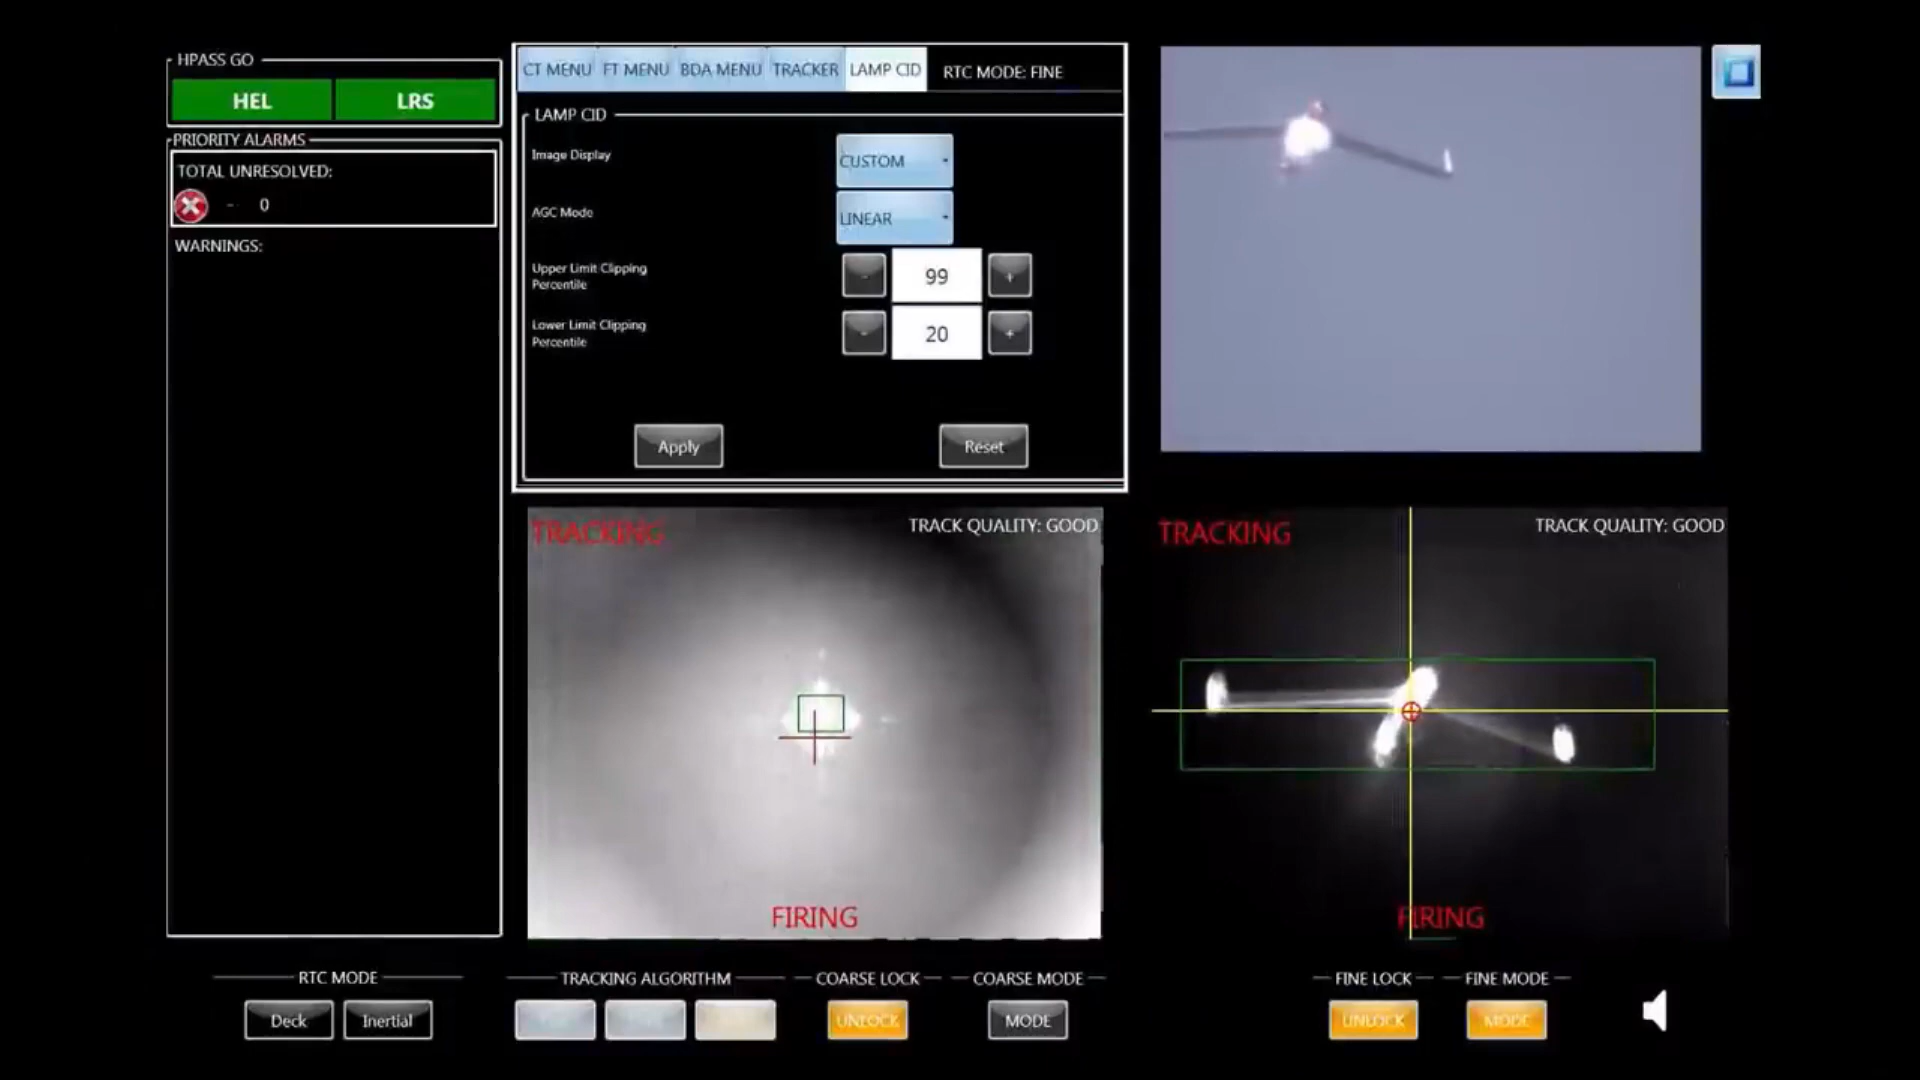 HPASS GO
HEL LRS
PRIORITY ALARMS
TOTAL UNRESOLVED:
- 0
WARNINGS:
CT MENU FT MENU BDA MENU TRACKER LAMP CID RTC MODE: FINE
LAMP CID
Image Display CUSTOM
AGC Mode LINEAR
Upper Limit Clipping
Percentile - 99 +
Lower Limit Clipping
Percentile - 20 +
Apply Reset
TRACKING TRACK QUALITY: GOOD
FIRING
TRACKING TRACK QUALITY: GOOD
FIRING
RTC MODE TRACKING ALGORITHM COARSE LOCK COARSE MODE FINE LOCK FINE MODE
Deck Inertial UNLOCK MODE UNLOCK MODE